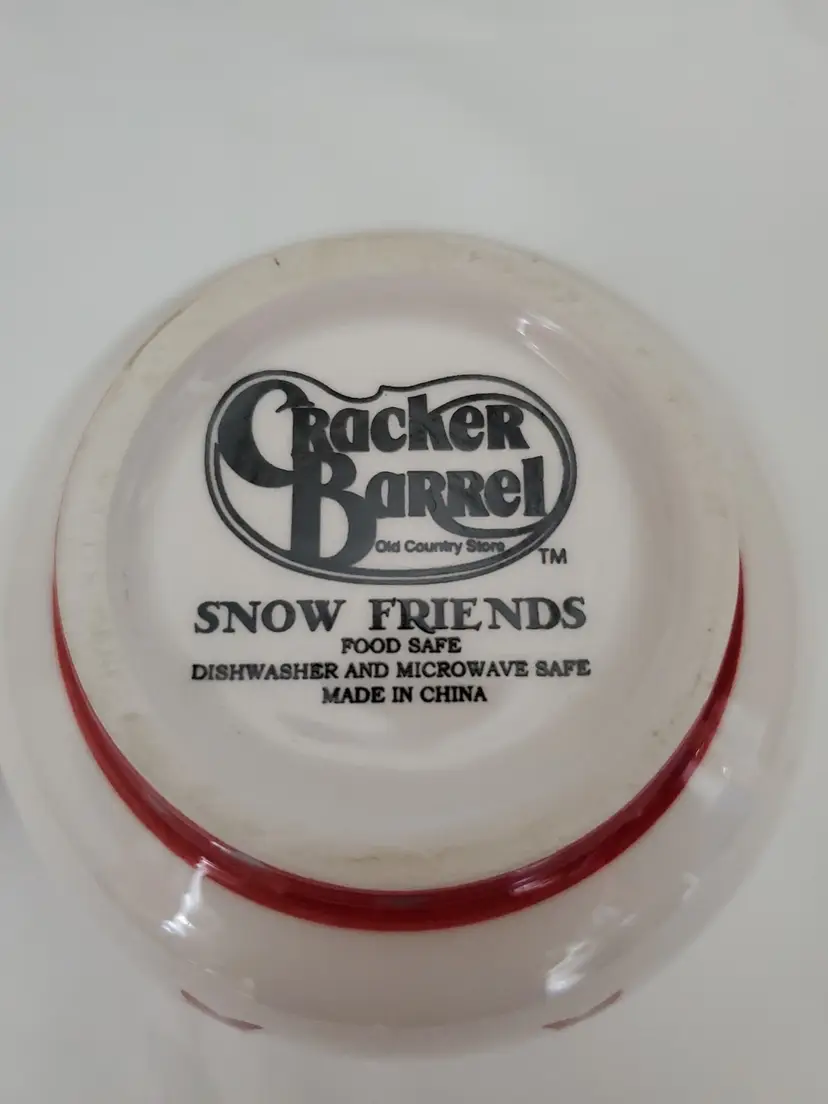 Cracker
Barrel
Old Country Store
TM
SNOW FRIENDS
FOOD SAFE
DISHWASHER AND MICROWAVE SAFE
MADE IN CHINA